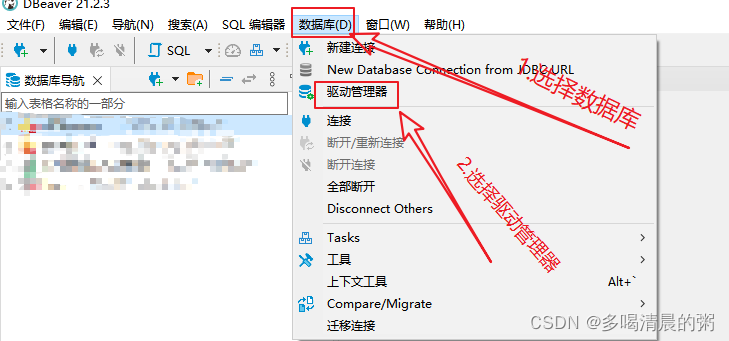 DBeaver 21.2.3
文件(F) 编辑(E) 导航(N) 搜索(A) SQL 编辑器 数据库(D) 窗口(W) 帮助(H)
SQL
数据库导航
输入表格名称的一部分
新建连接
New Database Connection from JDBC URL
驱动管理器
连接
断开/重新连接
断开连接
全部断开
Disconnect Others
Tasks
工具
上下文工具 Alt+`
Compare/Migrate
迁移连接
1.选择数据库
2.选择驱动管理器
CSDN @多喝清晨的粥